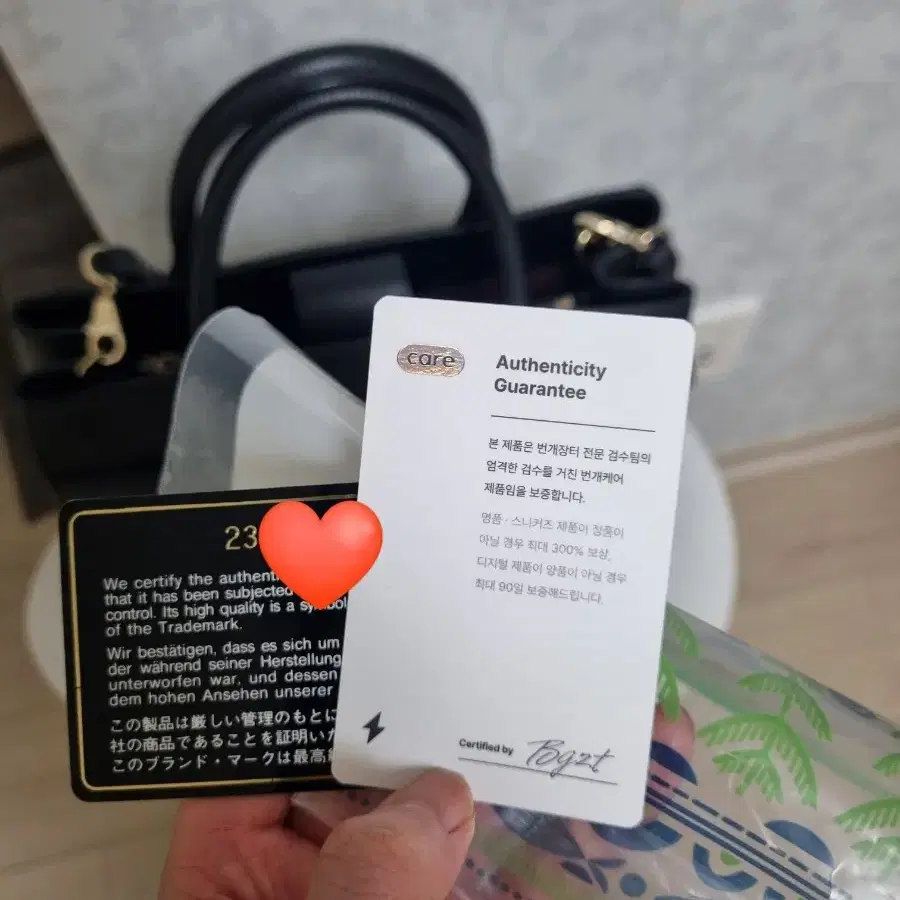 care
Authenticity
Guarantee
본 제품은 번개장터 전문 검수팀의
엄격한 검수를 거친 번개케어
제품임을 보증합니다.
명품 · 스니커즈 제품이 정품이
아닐 경우 최대 300% 보상,
디지털 제품이 양품이 아닐 경우
최대 90일 보증해드립니다.
Certified by Bgzt
23
We certify the authent
that it has been subjected
control. Its high quality is a symbol
of the Trademark.
Wir bestätigen, dass es sich um
der während seiner Herstellung
unterworfen war, und dessen
dem hohen Ansehen unserer
この製品は厳しい管理のもとに
社の商品であることを証明いた
このブランド・マークは最高級